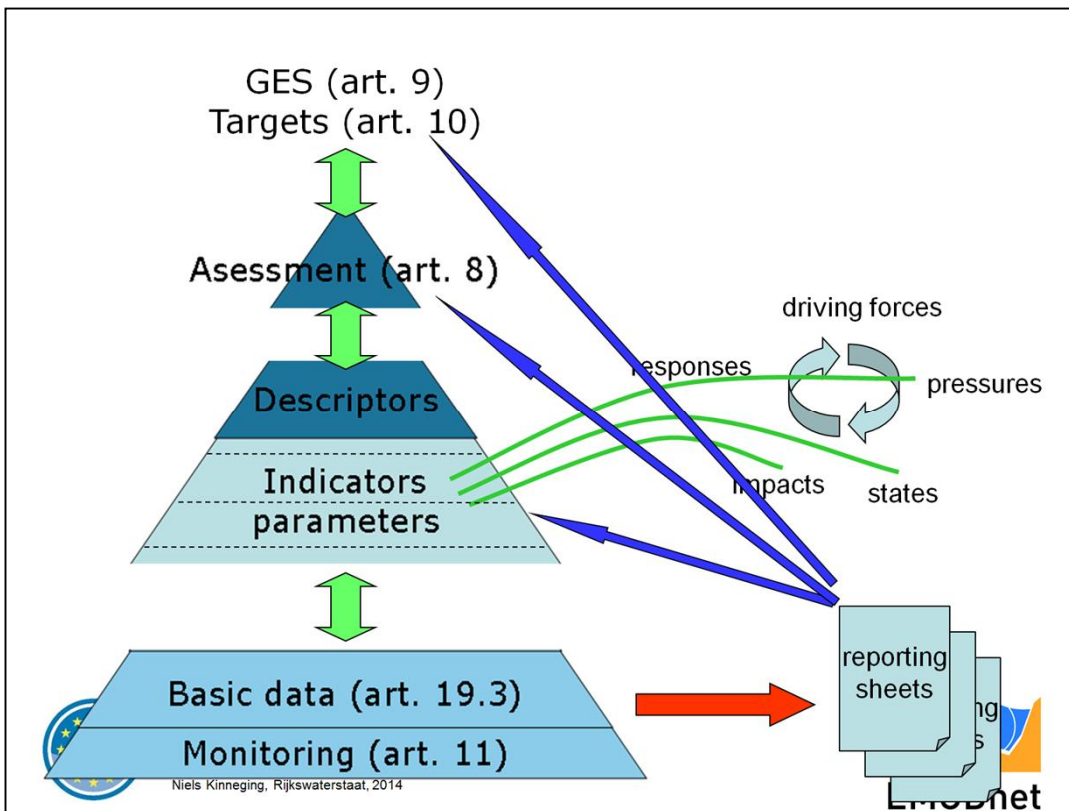 GES (art. 9)
Targets (art. 10)
Asessment (art. 8)
driving forces
responses
pressures
Descriptors
Indicators
parameters
impacts
states
reporting
sheets
Basic data (art. 19.3)
Monitoring (art. 11)
Niels Kinneging, Rijkswaterstaat, 2014
EMODnet